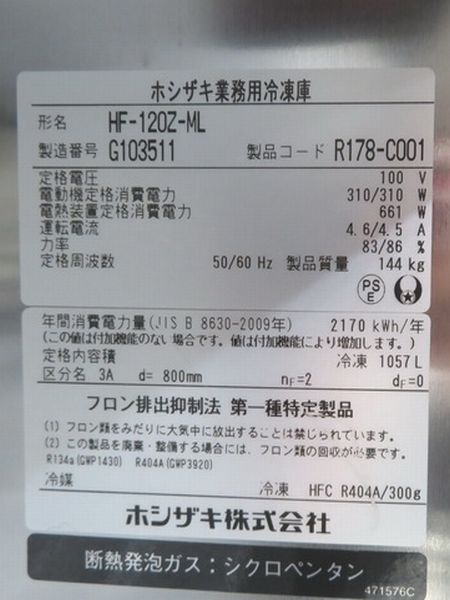 ホシザキ業務用冷凍庫
形名 HF-120Z-ML
製造番号 G103511 製品コード R178-C001
定格電圧 100 V
電動機定格消費電力 310/310 W
電熱装置定格消費電力 661 W
運転電流 4.6/4.5 A
力率 83/86 %
定格周波数 50/60 Hz 製品質量 144 kg
PS
E
年間消費電力量(JIS B 8630-2009年) 2170 kWh/年
(この値は付加機能のない場合です。値は付加機能により増加します。)
定格内容積 冷凍 1057 L
区分名 3A d= 800mm nF=2 dF=0
フロン排出抑制法 第一種特定製品
(1) フロン類をみだりに大気中に放出することは禁じられています。
(2) この製品を廃棄・整備する場合には、フロン類の回収が必要です。
R134a(GWP1430) R404A(GWP3920)
冷媒 冷凍 HFC R404A/300g
ホシザキ株式会社
断熱発泡ガス:シクロペンタン
471576C